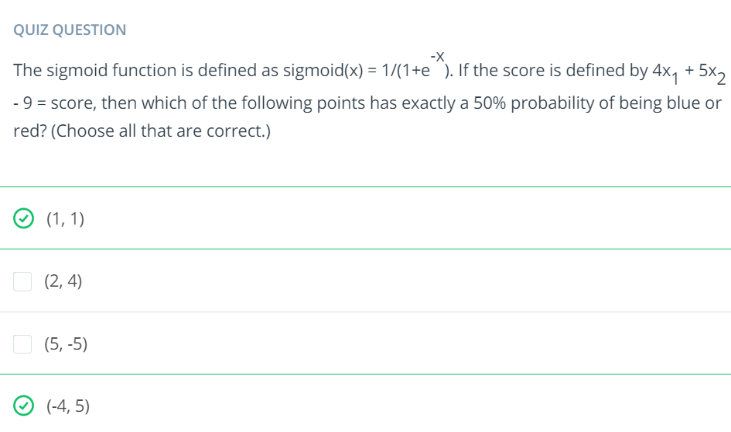 QUIZ QUESTION
The sigmoid function is defined as sigmoid(x) = 1/(1+e^-x). If the score is defined by 4x₁ + 5x₂
- 9 = score, then which of the following points has exactly a 50% probability of being blue or
red? (Choose all that are correct.)
(1, 1)
(2, 4)
(5, -5)
(-4, 5)